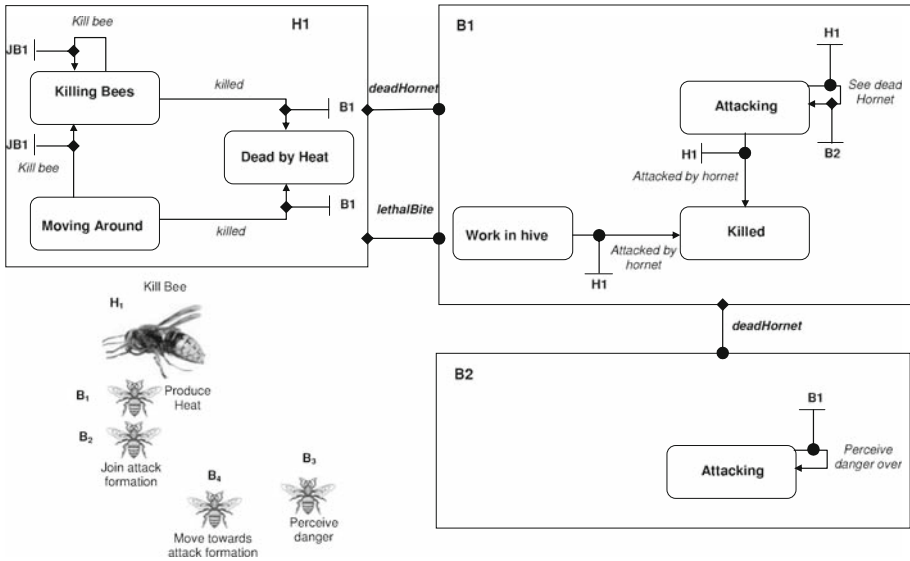 H1
Kill bee
JB1
Killing Bees
killed
B1
JB1
Kill bee
Dead by Heat
B1
Moving Around
killed
deadHornet
lethalBite
B1
H1
See dead
Hornet
Attacking
B2
H1
Attacked by hornet
Work in hive
Attacked by
hornet
H1
Killed
deadHornet
B2
B1
Perceive
danger over
Attacking
Kill Bee
H1
B1
Produce
Heat
B2
Join attack
formation
B4
Move towards
attack formation
B3
Perceive
danger